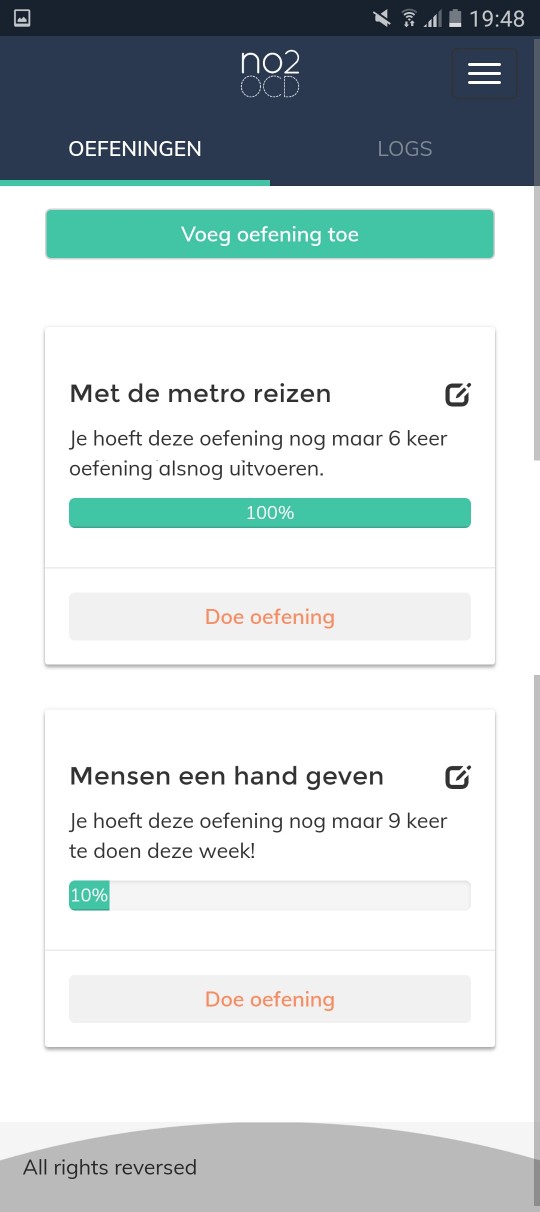 19:48
no2
OCD
OEFENINGEN
LOGS
Voeg oefening toe
Met de metro reizen
Je hoeft deze oefening nog maar 6 keer
oefening alsnog uitvoeren.
100%
Doe oefening
Mensen een hand geven
Je hoeft deze oefening nog maar 9 keer
te doen deze week!
10%
Doe oefening
All rights reversed